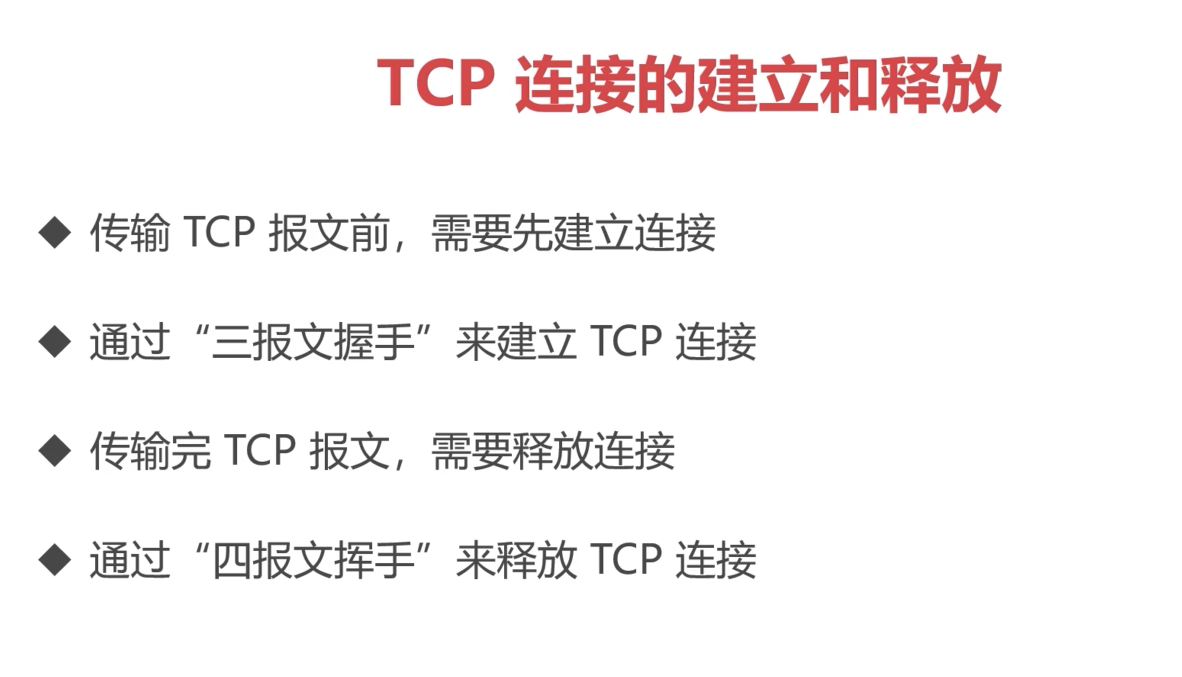 TCP 连接的建立和释放
◆ 传输 TCP 报文前，需要先建立连接
◆ 通过“三报文握手”来建立 TCP 连接
◆ 传输完 TCP 报文，需要释放连接
◆ 通过“四报文挥手”来释放 TCP 连接